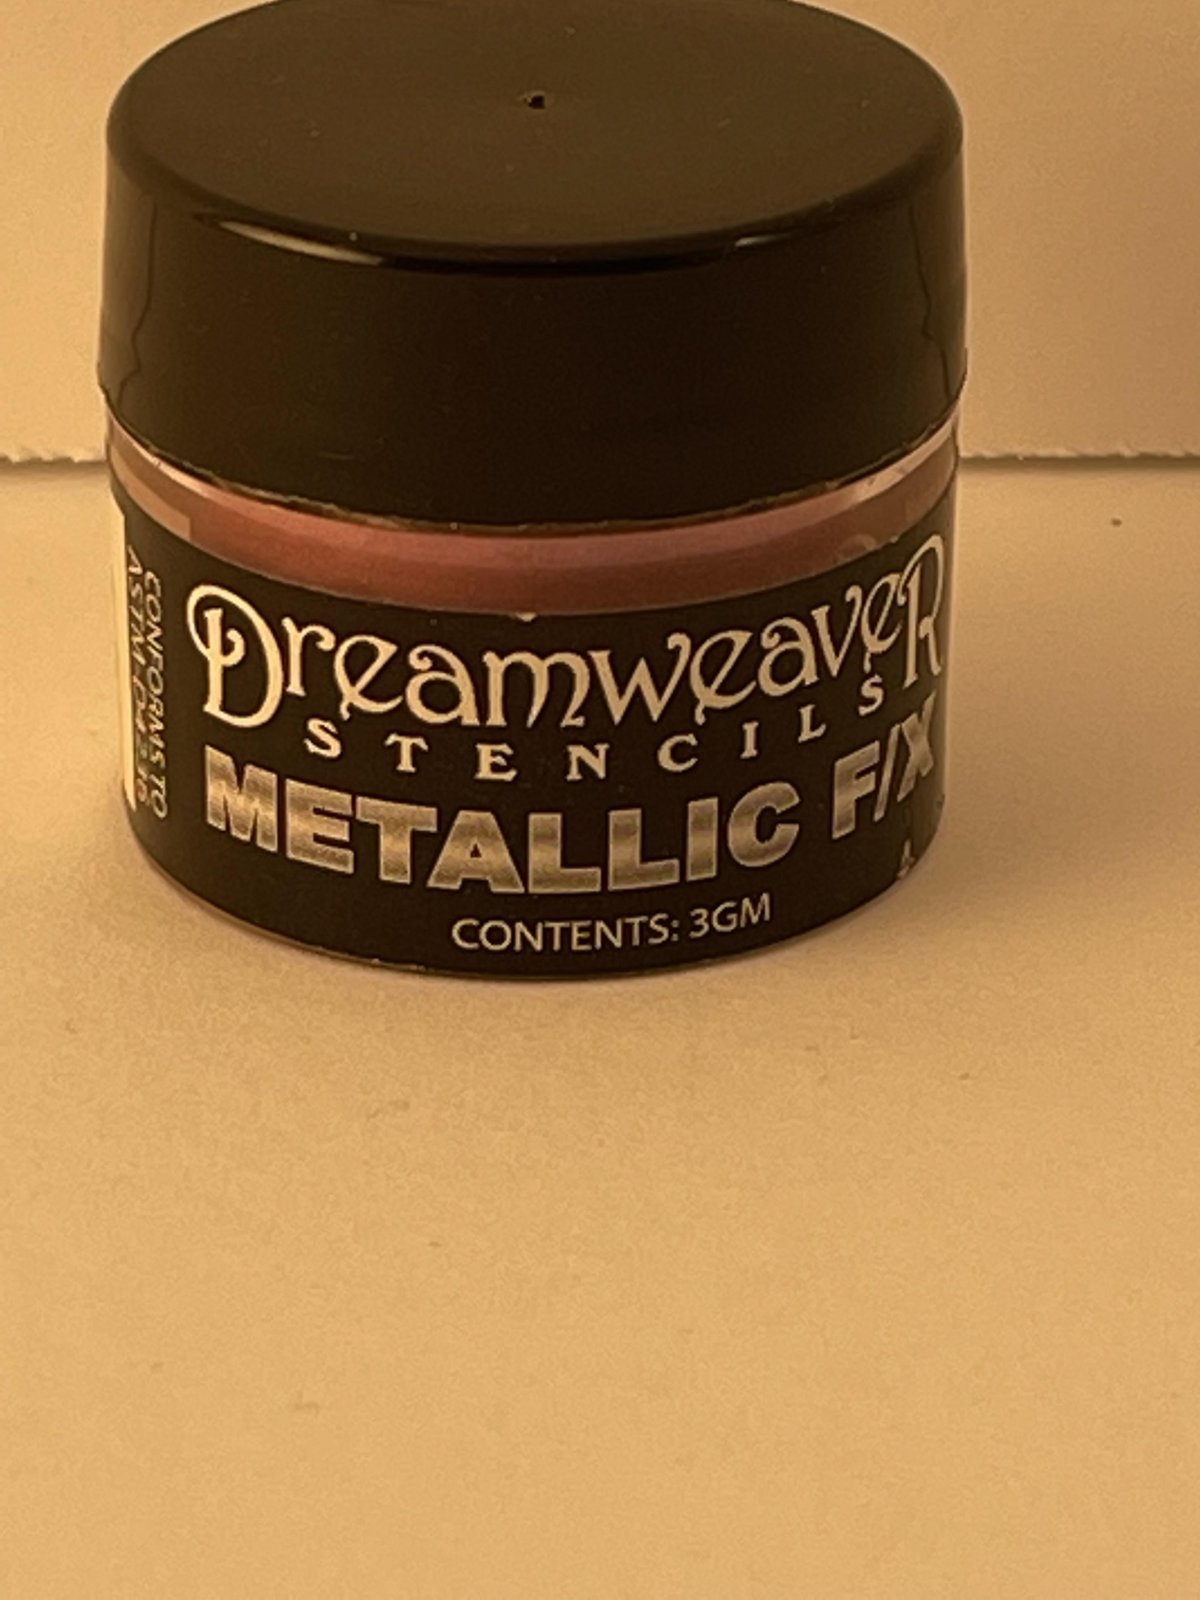 DreamweaveR
STENCILS
METALLIC F/X
CONTENTS: 3GM
CONFORMS TO
ASTM D4236